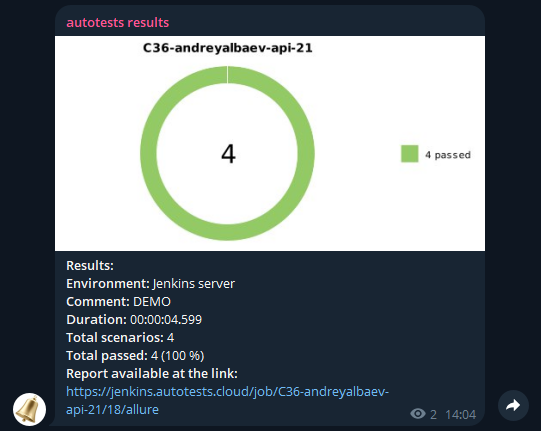 autotests results
C36-andreyalbaev-api-21
4
4 passed
Results:
Environment: Jenkins server
Comment: DEMO
Duration: 00:00:04.599
Total scenarios: 4
Total passed: 4 (100 %)
Report available at the link:
https://jenkins.autotests.cloud/job/C36-andreyalbaev-
api-21/18/allure
2 14:04